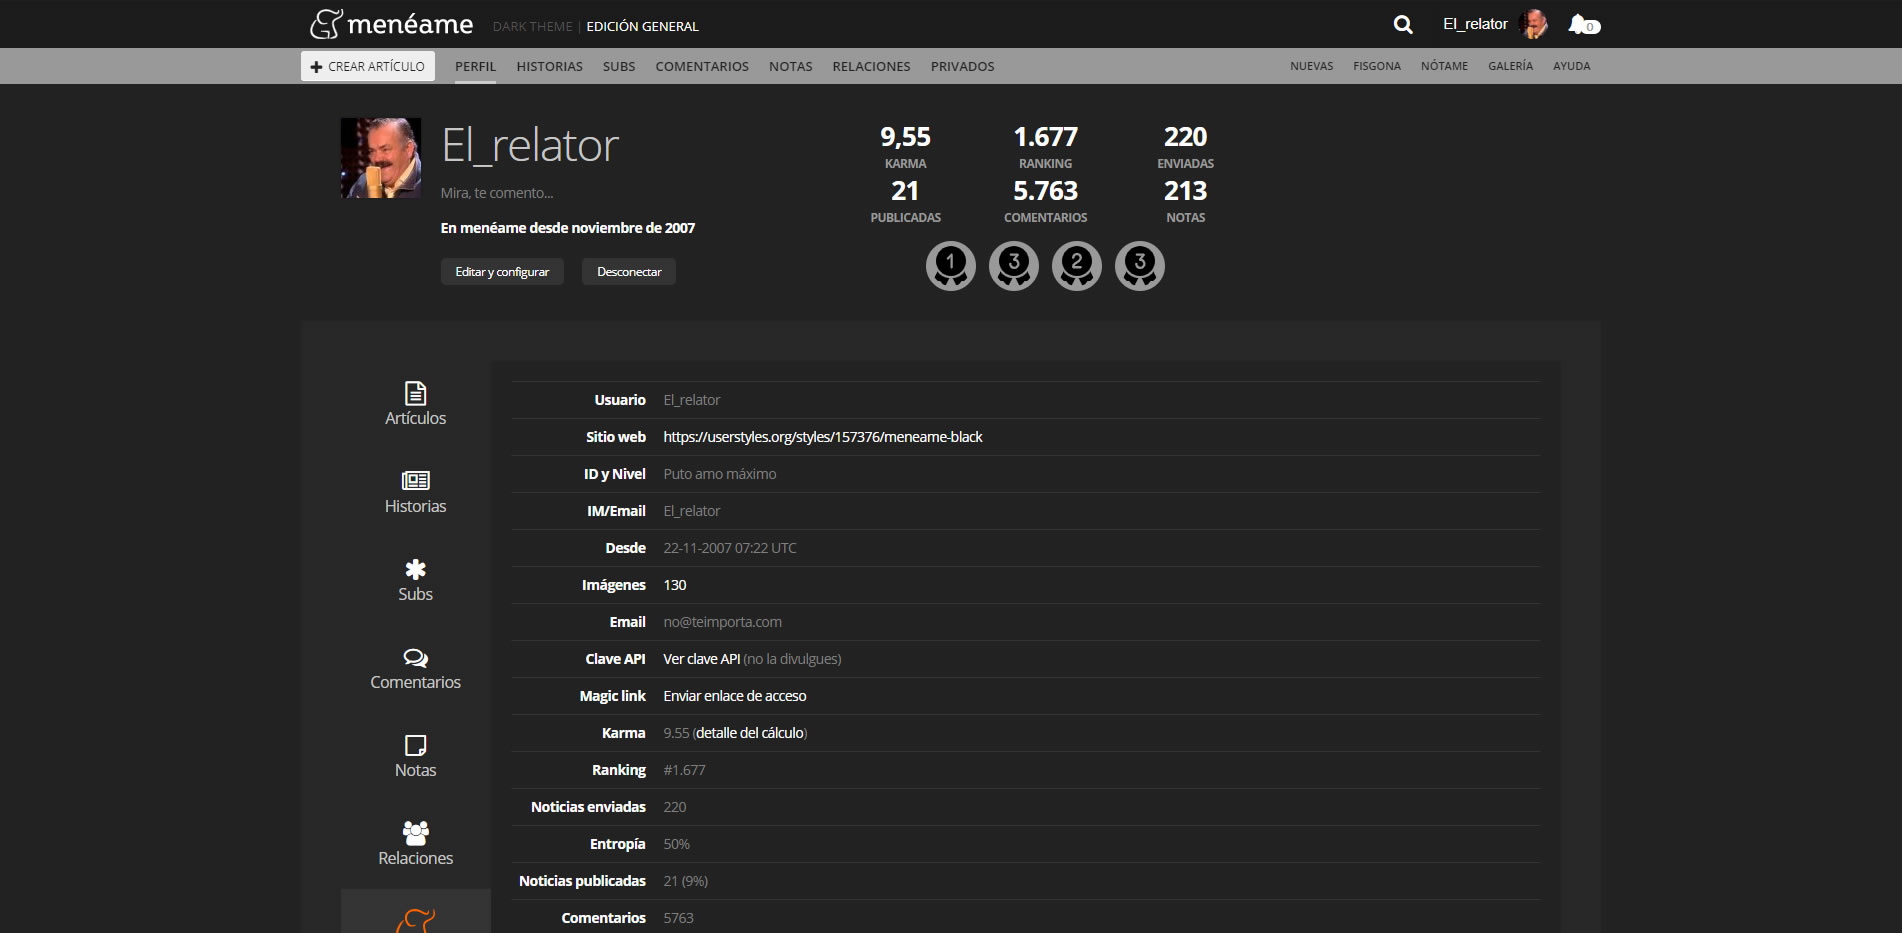 menéame DARK THEME | EDICIÓN GENERAL El_relator 0
CREAR ARTÍCULO PERFIL HISTORIAS SUBS COMENTARIOS NOTAS RELACIONES PRIVADOS NUEVAS FISGONA NÓTAME GALERÍA AYUDA
El_relator
Mira, te comento...
En menéame desde noviembre de 2007
Editar y configurar Desconectar
9,55 1.677 220
KARMA RANKING ENVIADAS
21 5.763 213
PUBLICADAS COMENTARIOS NOTAS
1 3 2 3
Artículos
Historias
Subs
Comentarios
Notas
Relaciones
Usuario El_relator
Sitio web https://userstyles.org/styles/157376/meneame-black
ID y Nivel Puto amo máximo
IM/Email El_relator
Desde 22-11-2007 07:22 UTC
Imágenes 130
Email no@teimporta.com
Clave API Ver clave API (no la divulgues)
Magic link Enviar enlace de acceso
Karma 9.55 (detalle del cálculo)
Ranking #1.677
Noticias enviadas 220
Entropía 50%
Noticias publicadas 21 (9%)
Comentarios 5763